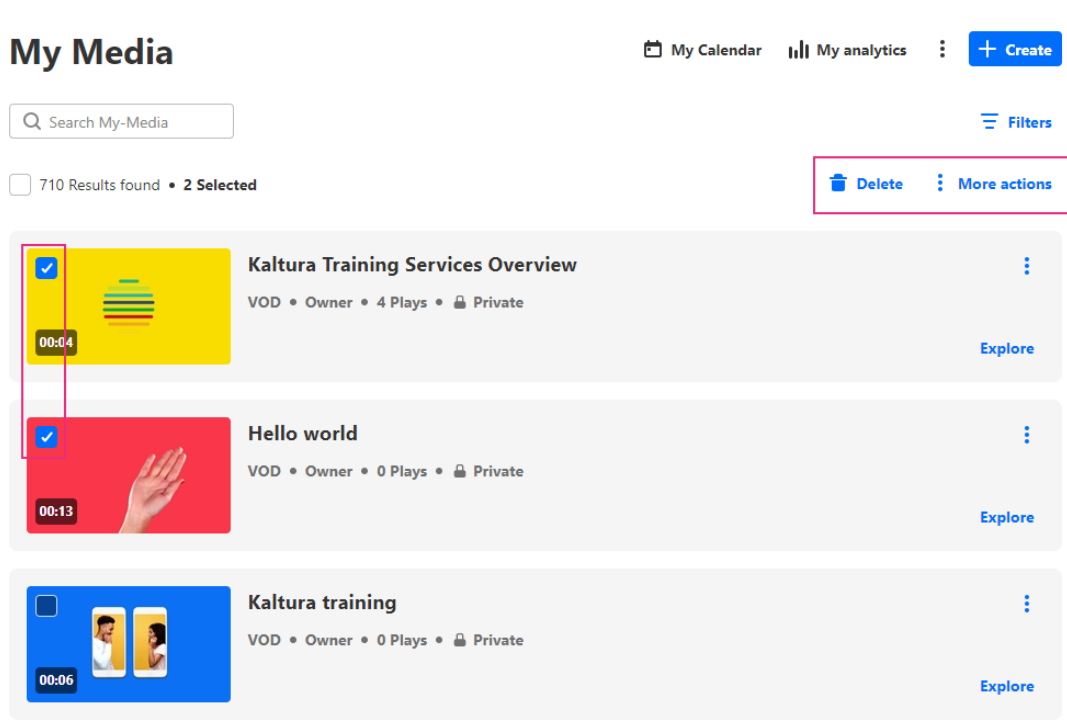 My Media
My Calendar
My analytics
Create
Search My-Media
Filters
710 Results found • 2 Selected
Delete
More actions
Kaltura Training Services Overview
VOD • Owner • 4 Plays • Private
00:04
Explore
Hello world
VOD • Owner • 0 Plays • Private
00:13
Explore
Kaltura training
VOD • Owner • 0 Plays • Private
00:06
Explore